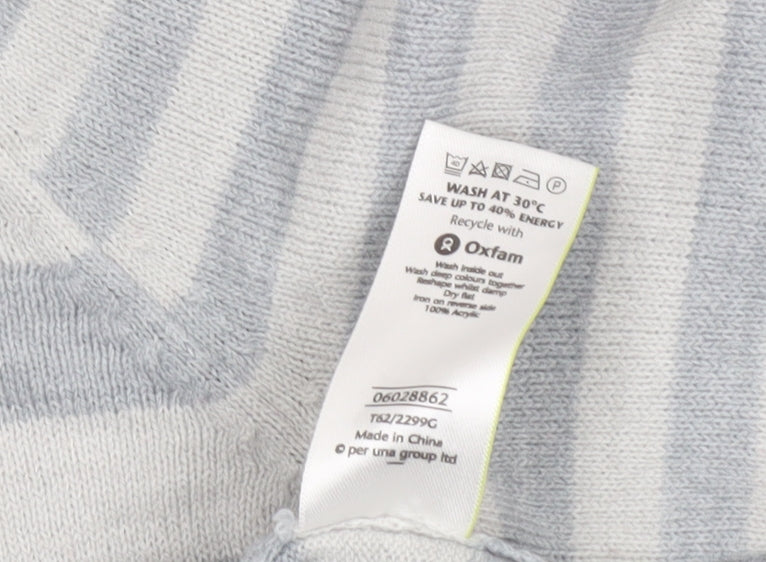 40 P
WASH AT 30°C
SAVE UP TO 40% ENERGY
Recycle with
Oxfam
Wash inside out
Wash deep colours together
Reshape whilst damp
Dry flat
Iron on reverse side
100% Acrylic
06028862
T62/2299G
Made in China
© per una group ltd